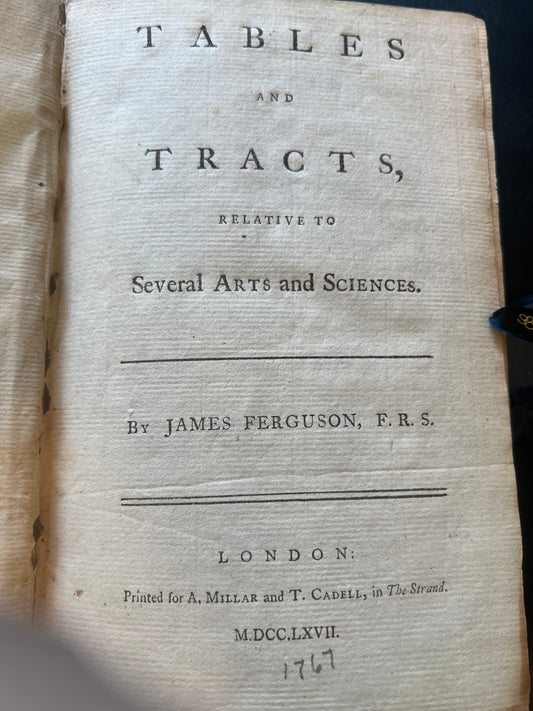 TABLES
AND
TRACTS,
RELATIVE TO
Several ARTS and SCIENCES.
By JAMES FERGUSON, F. R. S.
LONDON:
Printed for A. MILLAR and T. CADELL, in The Strand.
M.DCC.LXVII.
1767